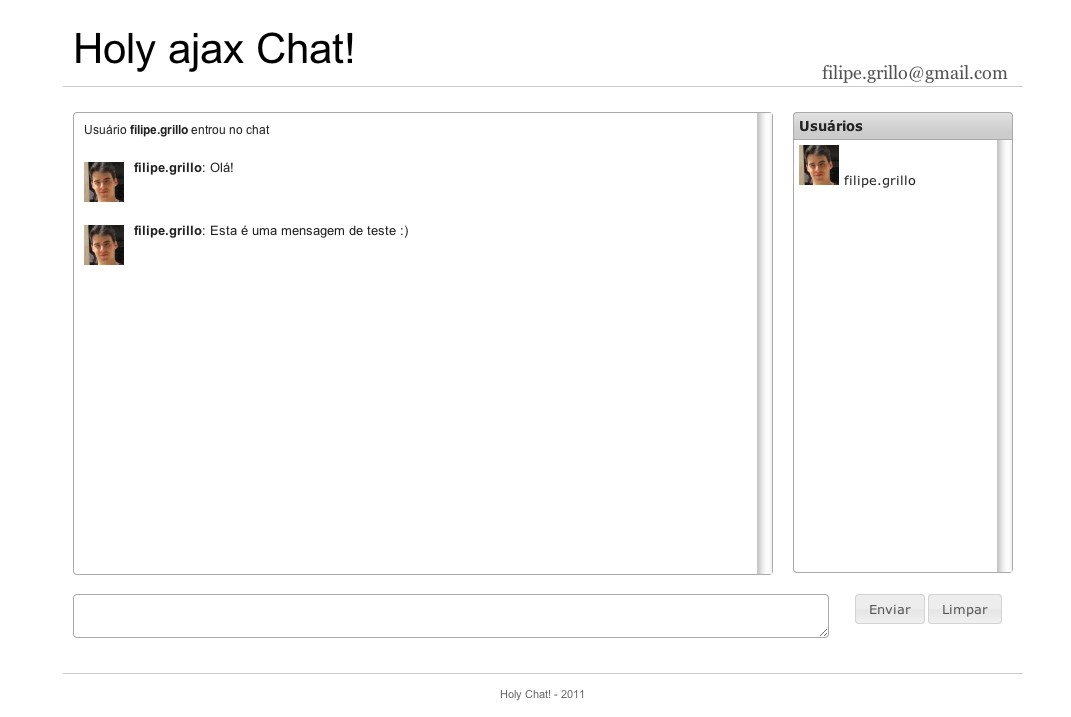 Holy ajax Chat!
filipe.grillo@gmail.com
Usuário filipe.grillo entrou no chat
filipe.grillo: Olá!
filipe.grillo: Esta é uma mensagem de teste :)
Usuários
filipe.grillo
Enviar
Limpar
Holy Chat! - 2011